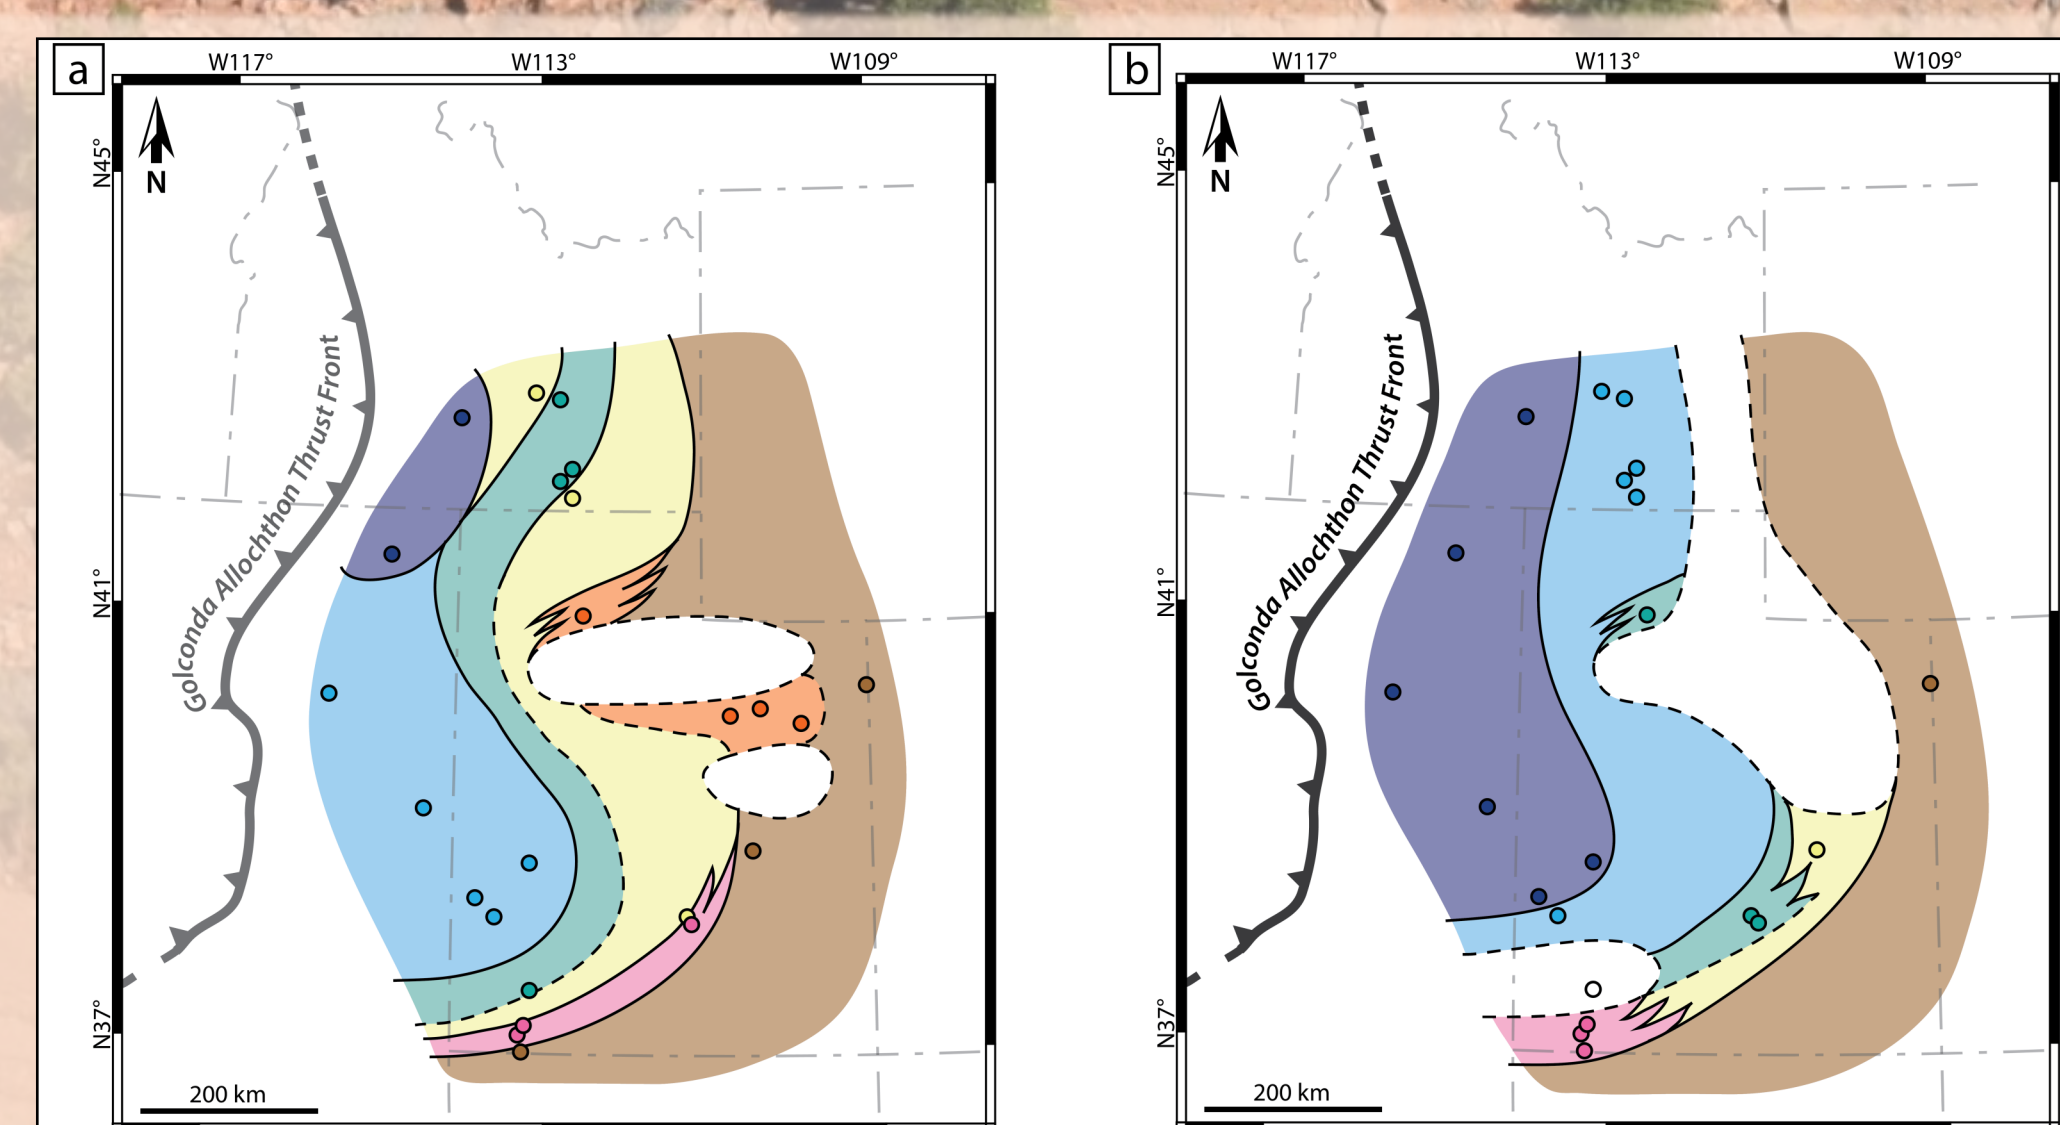 a
W117°
W113°
W109°
N45°
N
Golconda Allochthon Thrust Front
N41°
N37°
200 km
b
W117°
W113°
W109°
N45°
N
Golconda Allochthon Thrust Front
N41°
N37°
200 km